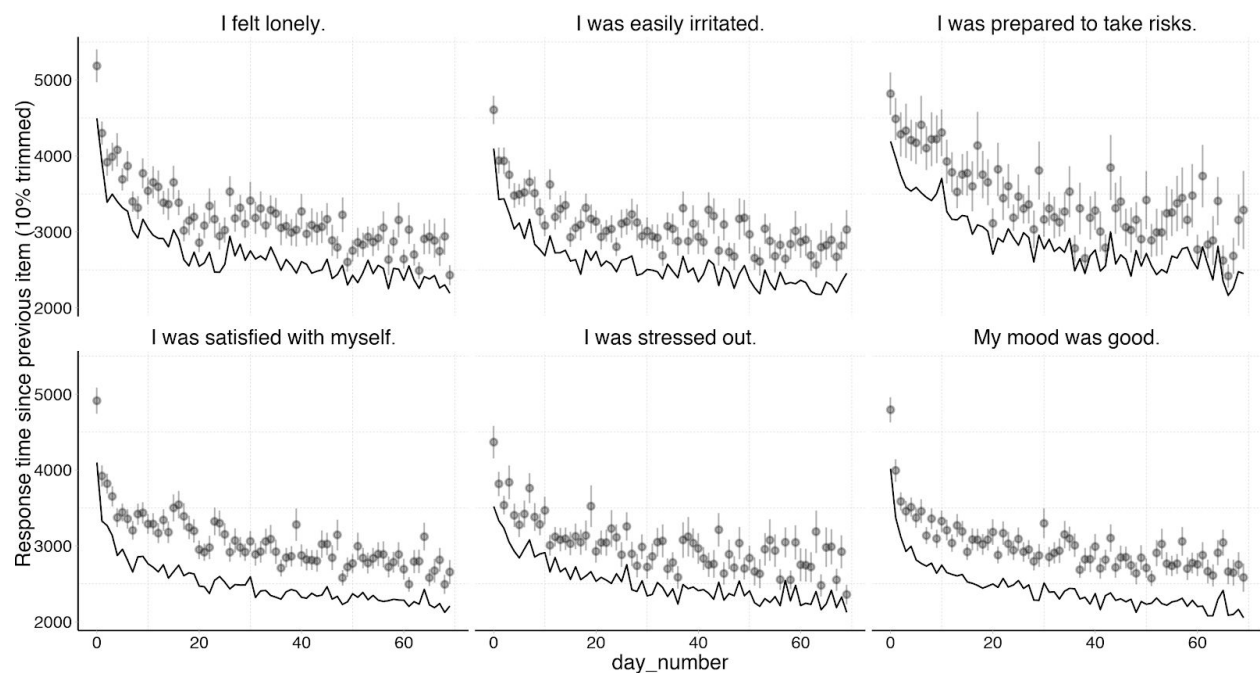 I felt lonely.
I was easily irritated.
I was prepared to take risks.
5000
4000
3000
2000
I was satisfied with myself.
I was stressed out.
My mood was good.
5000
4000
3000
2000
0 20 40 60
0 20 40 60
0 20 40 60
day_number
Response time since previous item (10% trimmed)